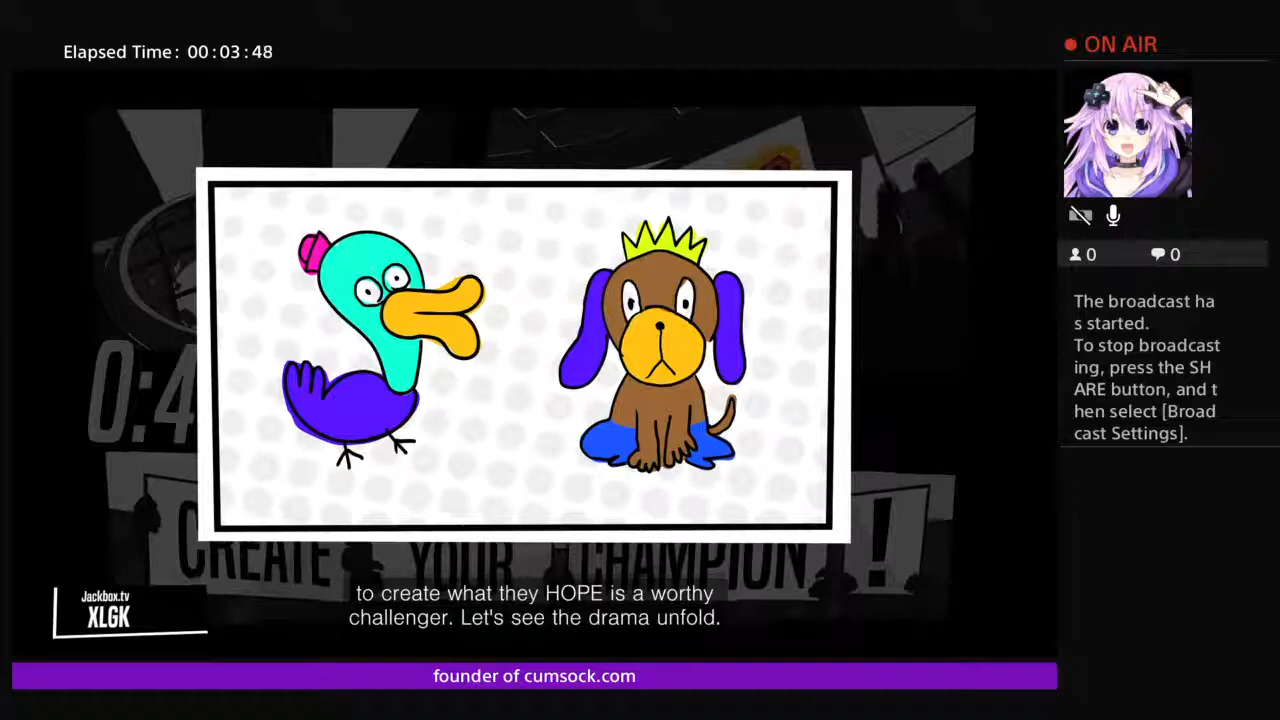 Elapsed Time: 00:03:48
ON AIR
0 0
The broadcast ha
s started.
To stop broadcast
ing, press the SH
ARE button, and t
hen select [Broad
cast Settings].
0:4
CREATE YOUR CHAMPION!
to create what they HOPE is a worthy
challenger. Let's see the drama unfold.
Jackbox.tv
XLGK
founder of cumsock.com